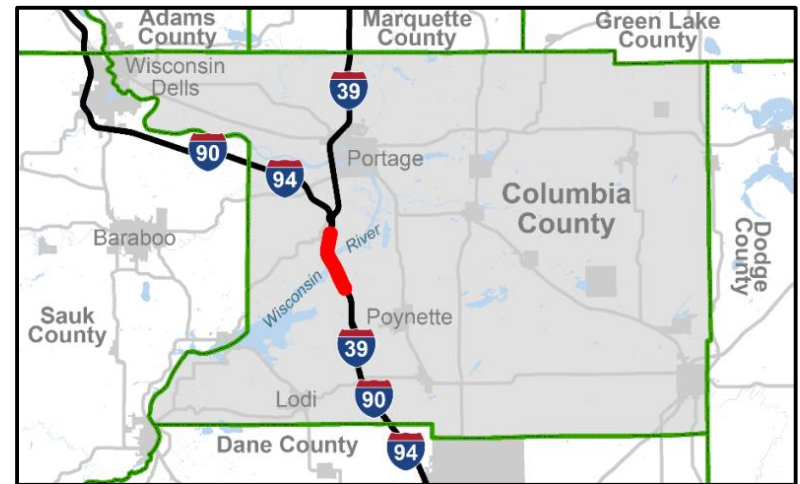 Adams
County
Marquette
County
Green Lake
County
Wisconsin
Dells
39
90
94
Portage
Columbia
County
Baraboo
Wisconsin River
Dodge
County
Sauk
County
Poynette
39
Lodi
90
Dane County
94